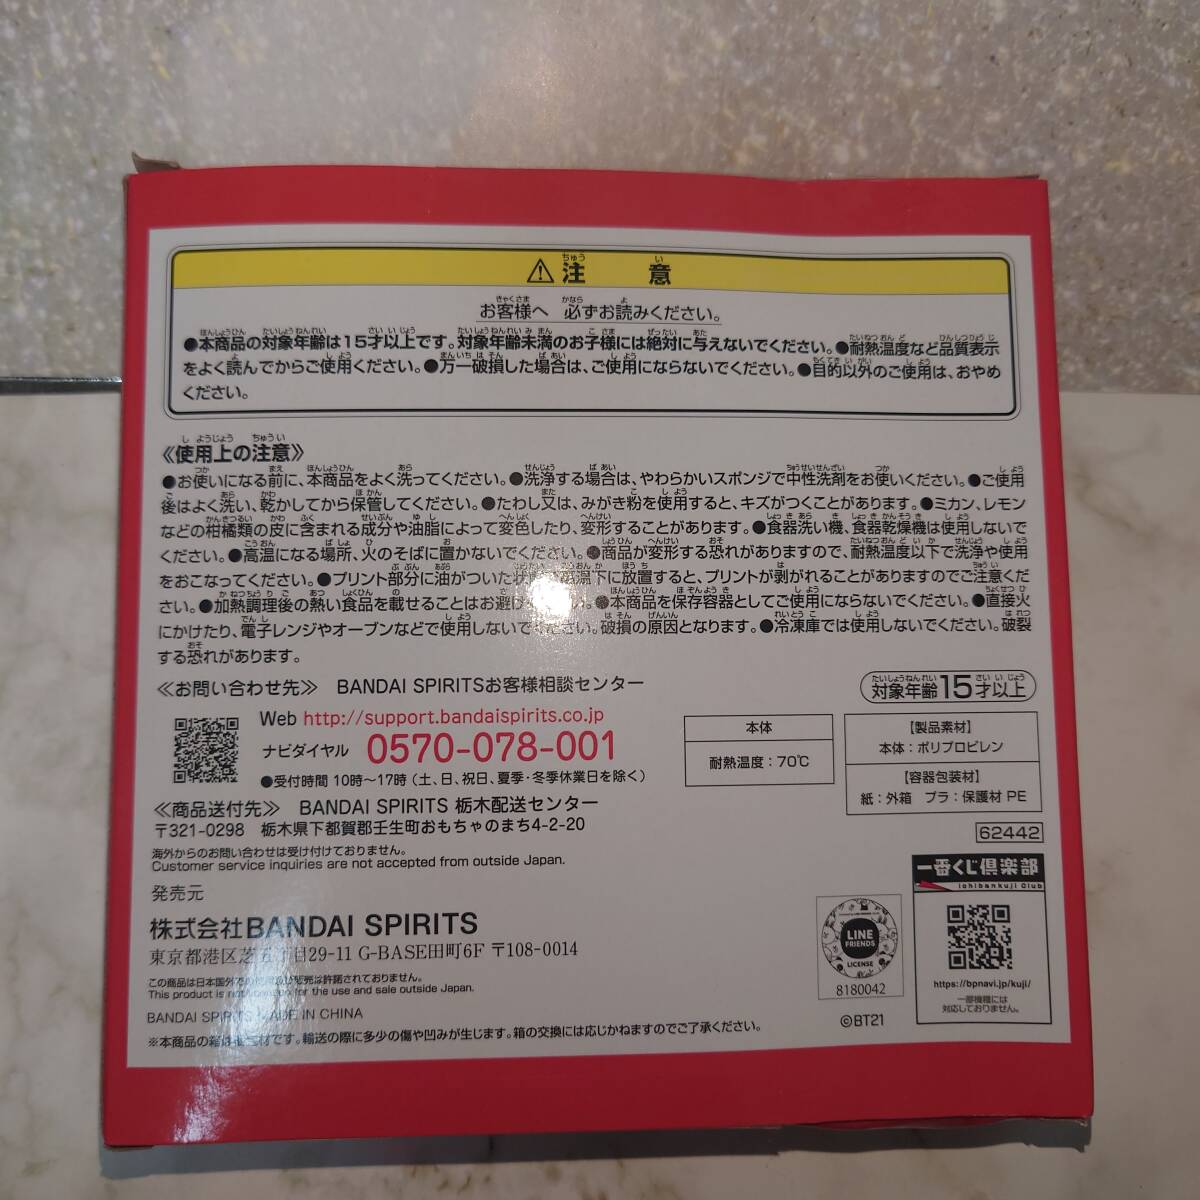 ⚠注意
お客様へ 必ずお読みください。
●本商品の対象年齢は15才以上です。対象年齢未満のお子様には絶対に与えないでください。●耐熱温度など品質表示
をよく読んでからご使用ください。●万一破損した場合は、ご使用にならないでください。●目的以外のご使用は、おやめ
ください。
《使用上の注意》
●お使いになる前に、本商品をよく洗ってください。●洗浄する場合は、やわらかいスポンジで中性洗剤をお使いください。●ご使用
後はよく洗い、乾かしてから保管してください。●たわし又は、みがき粉を使用すると、キズがつくことがあります。●ミカン、レモン
などの柑橘類の皮に含まれる成分や油脂によって変色したり、変形することがあります。●食器洗い機、食器乾燥機は使用しないで
ください。●高温になる場所、火のそばに置かないでください。●商品が変形する恐れがありますので、耐熱温度以下で洗浄や使用
をおこなってください。●プリント部分に油がついた状温下に放置すると、プリントが剥がれることがありますのでご注意くだ
さい。●加熱調理後の熱い食品を載せることはお避けい。●本商品を保存容器としてご使用にならないでください。●直接火
にかけたり、電子レンジやオーブンなどで使用しないでください。破損の原因となります。●冷凍庫では使用しないでください。破裂
する恐れがあります。
≪お問い合わせ先≫ BANDAI SPIRITSお客様相談センター
Web http://support.bandaispirits.co.jp
ナビダイヤル 0570-078-001
●受付時間 10時～17時（土、日、祝日、夏季・冬季休業日を除く）
≪商品送付先≫ BANDAI SPIRITS 栃木配送センター
〒321-0298 栃木県下都賀郡壬生町おもちゃのまち4-2-20
海外からのお問い合わせは受け付けておりません。
Customer service inquiries are not accepted from outside Japan.
発売元
株式会社BANDAI SPIRITS
東京都港区芝五丁目29-11 G-BASE田町6F 〒108-0014
この商品は日本国外での使用及び販売は許諾されておりません。
This product is not for the use and sale outside Japan.
BANDAI SPIRITS MADE IN CHINA
※本商品の箱は材です。輸送の際に多少の傷や凹みが生じます。箱の交換には応じかねますのでご了承ください。
対象年齢15才以上
本体
耐熱温度：70℃
【製品素材】
本体：ポリプロピレン
【容器包装材】
紙：外箱 プラ：保護材 PE
62442
一番くじ倶楽部
ichibankuji Club
https://bpnavi.jp/kuji/
一部機種には
対応しておりません。
LINE
FRIENDS
LICENSE
8180042
©BT21